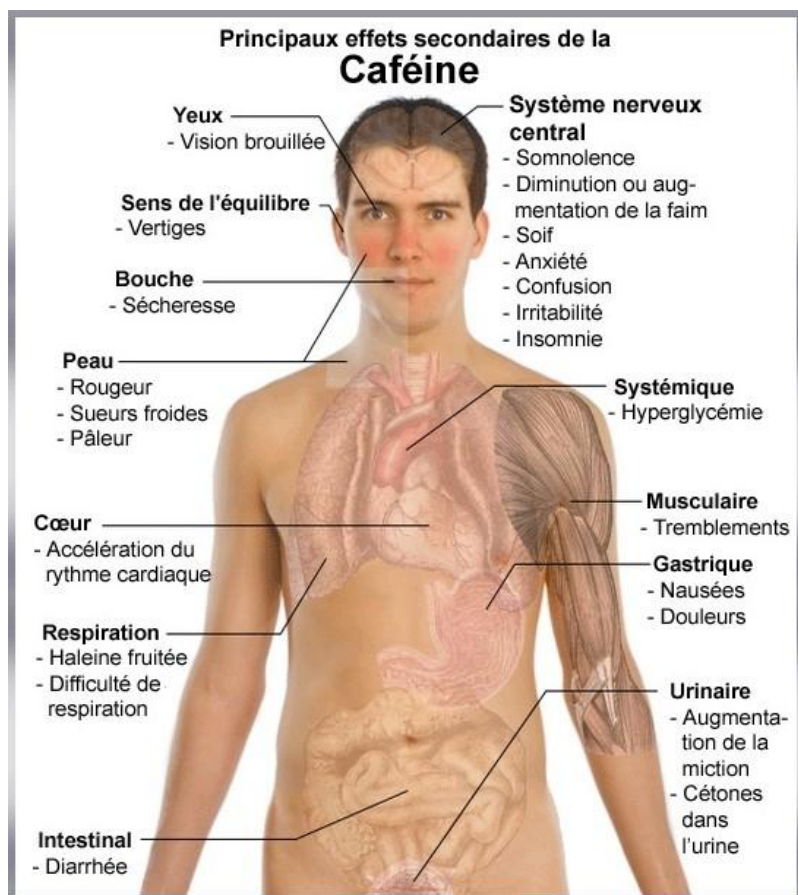 Principaux effets secondaires de la
Caféine
Yeux
- Vision brouillée
Sens de l'équilibre
- Vertiges
Bouche
- Sécheresse
Peau
- Rougeur
- Sueurs froides
- Pâleur
Cœur
- Accélération du
rythme cardiaque
Respiration
- Haleine fruitée
- Difficulté de
respiration
Intestinal
- Diarrhée
Système nerveux
central
- Somnolence
- Diminution ou aug-
mentation de la faim
- Soif
- Anxiété
- Confusion
- Irritabilité
- Insomnie
Systémique
- Hyperglycémie
Musculaire
- Tremblements
Gastrique
- Nausées
- Douleurs
Urinaire
- Augmenta-
tion de la
miction
- Cétones
dans
l'urine